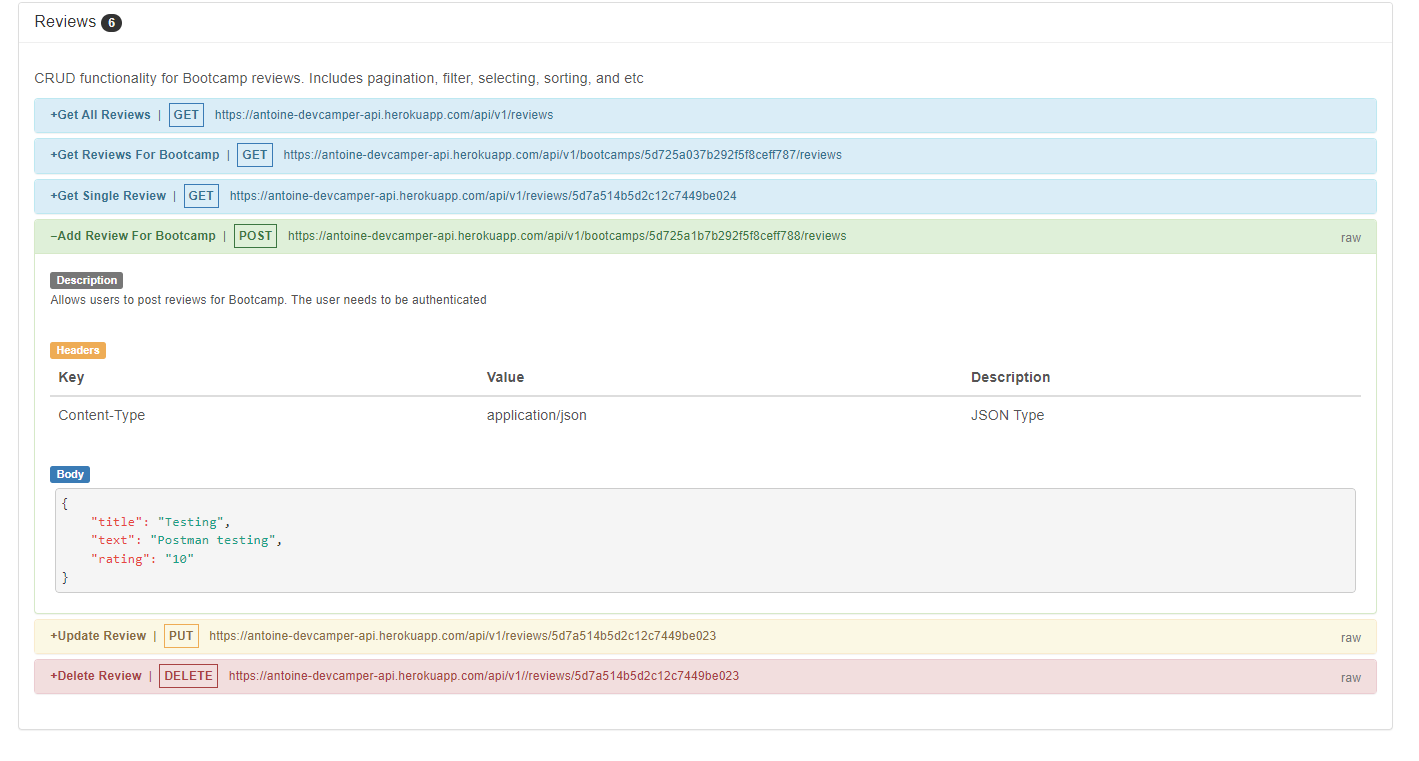 Reviews 6
CRUD functionality for Bootcamp reviews. Includes pagination, filter, selecting, sorting, and etc
+Get All Reviews | GET https://antoine-devcamper-api.herokuapp.com/api/v1/reviews
+Get Reviews For Bootcamp | GET https://antoine-devcamper-api.herokuapp.com/api/v1/bootcamps/5d725a037b292f5f8ceff787/reviews
+Get Single Review | GET https://antoine-devcamper-api.herokuapp.com/api/v1/reviews/5d7a514b5d2c12c7449be024
–Add Review For Bootcamp | POST https://antoine-devcamper-api.herokuapp.com/api/v1/bootcamps/5d725a1b7b292f5f8ceff788/reviews raw
Description
Allows users to post reviews for Bootcamp. The user needs to be authenticated
Headers
Key Value Description
Content-Type application/json JSON Type
Body
{
"title": "Testing",
"text": "Postman testing",
"rating": "10"
}
+Update Review | PUT https://antoine-devcamper-api.herokuapp.com/api/v1/reviews/5d7a514b5d2c12c7449be023 raw
+Delete Review | DELETE https://antoine-devcamper-api.herokuapp.com/api/v1//reviews/5d7a514b5d2c12c7449be023 raw